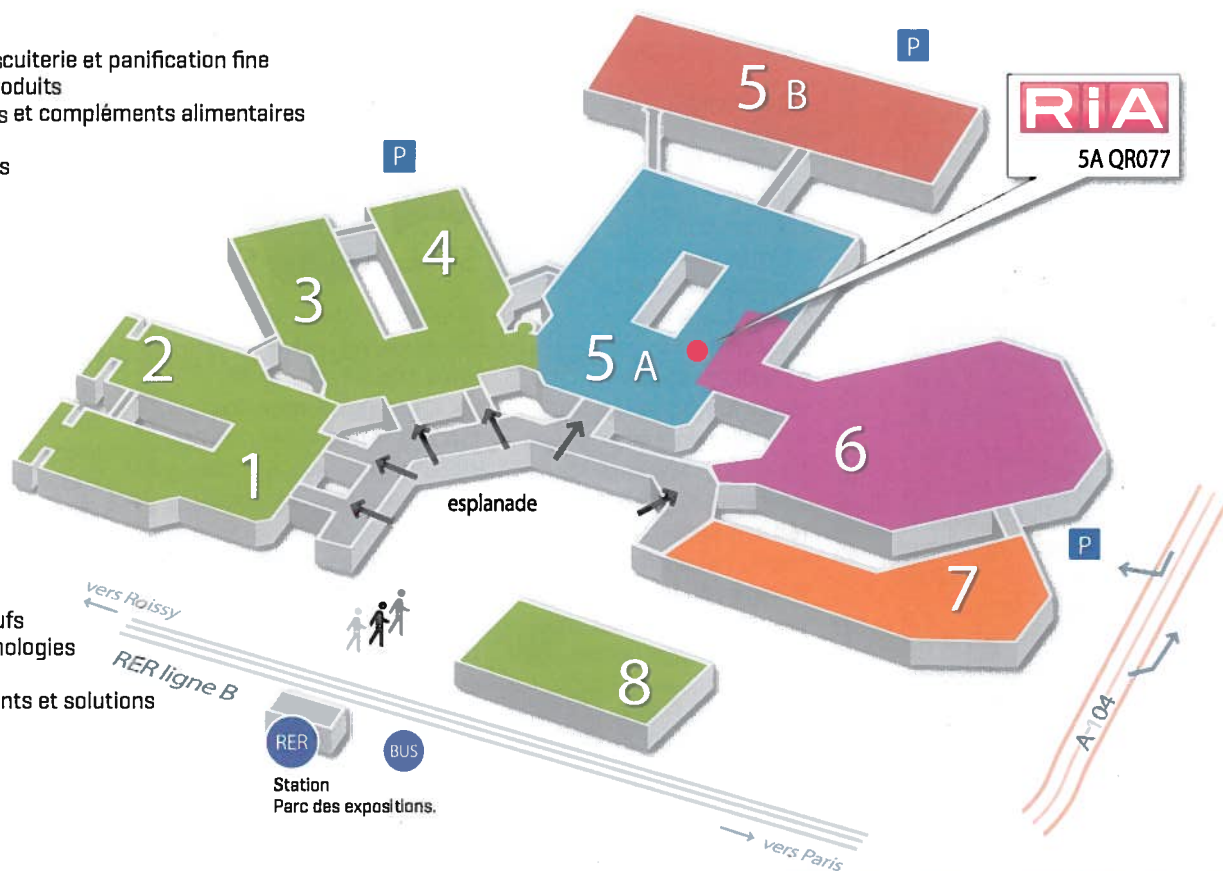 scuiterie et panification fine
oduits
s et compléments alimentaires
s
P
P
5 B
RiA
5A QR077
3
4
2
1
5 A
6
esplanade
P
7
8
vers Roissy
RER ligne B
ufs
nologies
nts et solutions
RER
BUS
Station
Parc des expositions.
vers Paris
A-104